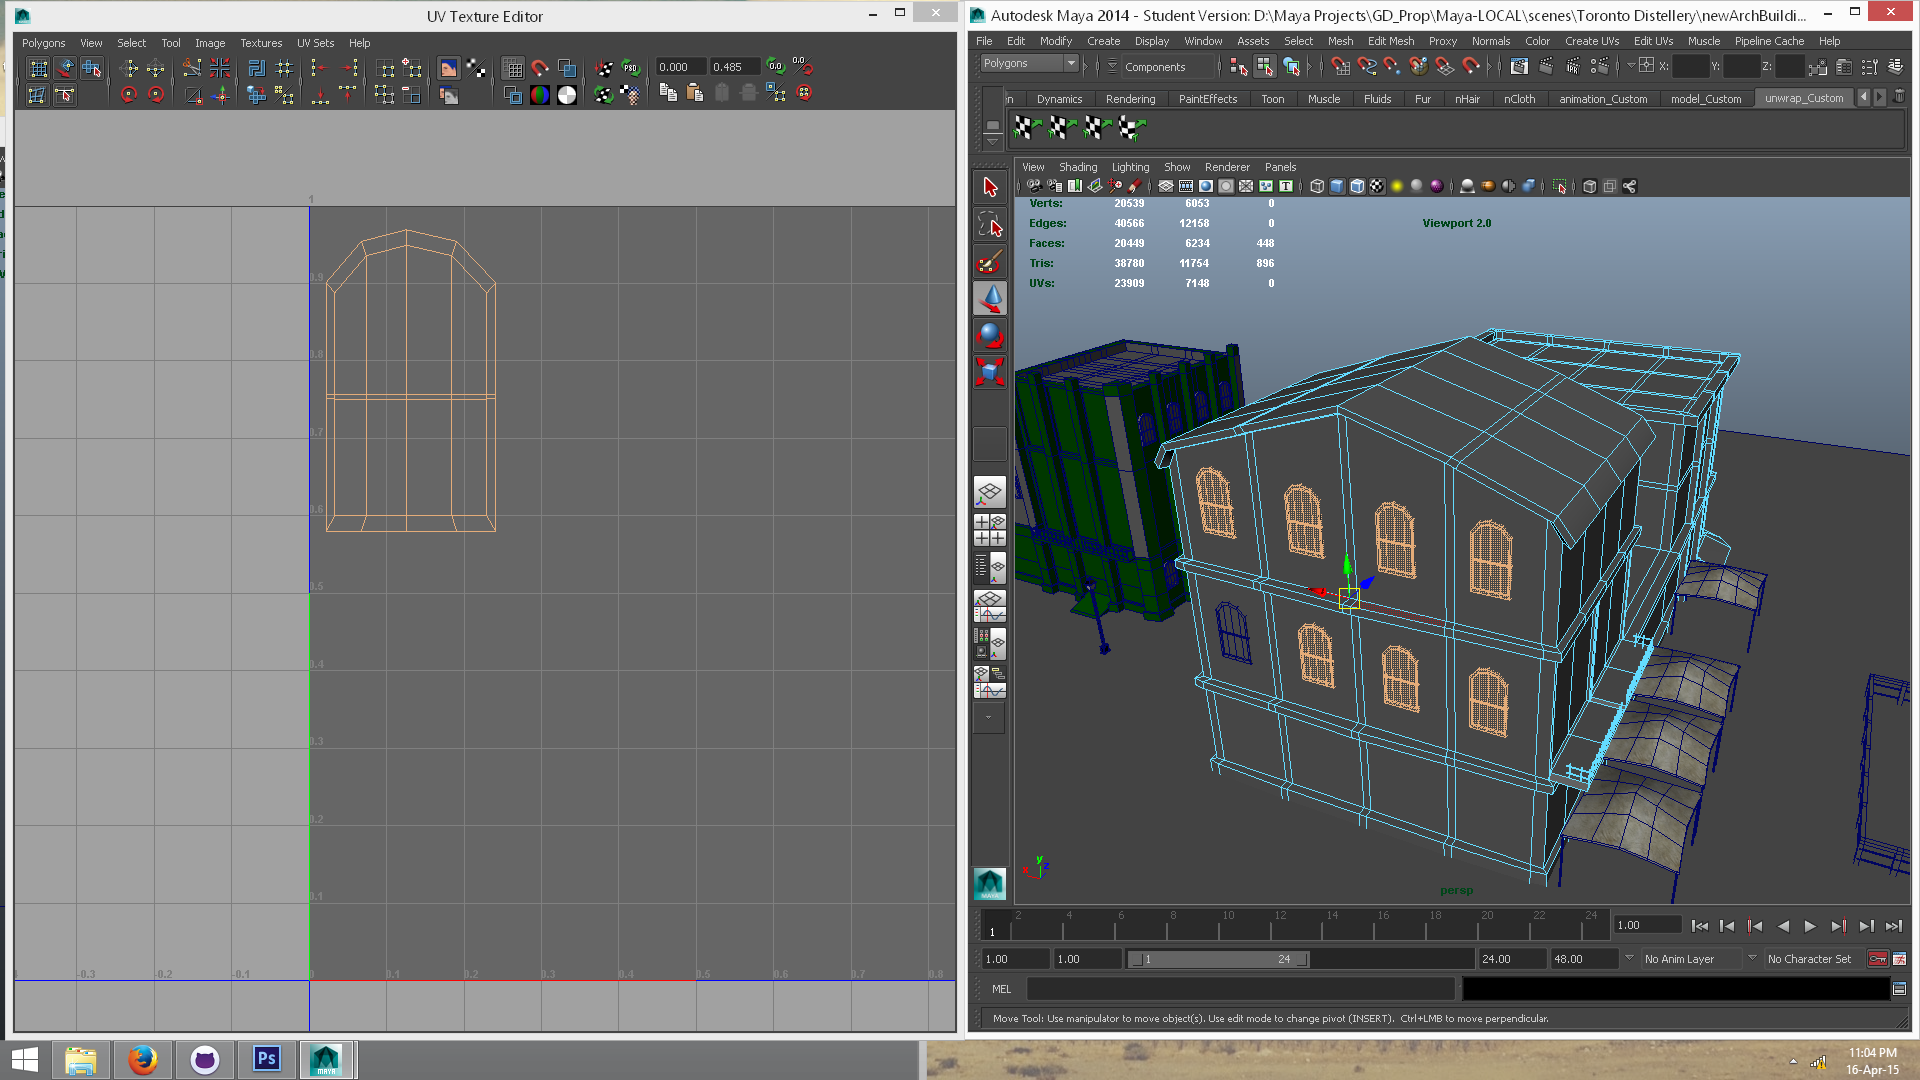 UV Texture Editor
Polygons View Select Tool Image Textures UV Sets Help
0.000 0.485
1
0.9
0.8
0.7
0.6
0.5
0.4
0.3
0.2
0.1
-0.3 -0.2 -0.1 0 0.1 0.2 0.3 0.4 0.5 0.6 0.7 0.8
Autodesk Maya 2014 - Student Version: D:\Maya Projects\GD_Prop\Maya-LOCAL\scenes\Toronto Distellery\newArchBuildi...
File Edit Modify Create Display Window Assets Select Mesh Edit Mesh Proxy Normals Color Create UVs Edit UVs Muscle Pipeline Cache Help
Polygons Components X: Y: Z:
Dynamics Rendering PaintEffects Toon Muscle Fluids Fur nHair nCloth animation_Custom model_Custom unwrap_Custom
View Shading Lighting Show Renderer Panels
Verts: 20539 6053 0
Edges: 40566 12158 0
Faces: 20449 6234 448
Tris: 38780 11754 896
UVs: 23909 7148 0
Viewport 2.0
y
persp
2 4 6 8 10 12 14 16 18 20 22 24
1
1.00
1.00 1.00 1 24 24.00 48.00 No Anim Layer No Character Set
MEL
Move Tool: Use manipulator to move object(s). Use edit mode to change pivot (INSERT). Ctrl+LMB to move perpendicular.
Ps
MAYA
11:04 PM
16-Apr-15